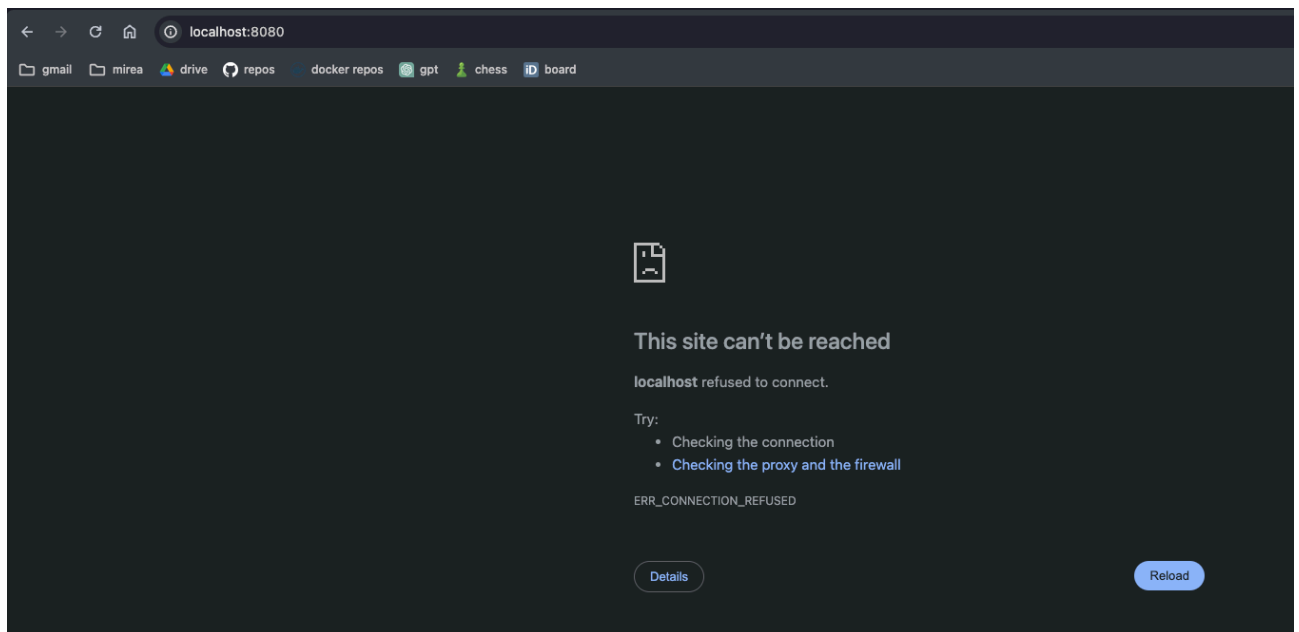 localhost:8080
gmail mirea drive repos docker repos gpt chess iD board
This site can’t be reached
localhost refused to connect.
Try:
• Checking the connection
• Checking the proxy and the firewall
ERR_CONNECTION_REFUSED
Details Reload